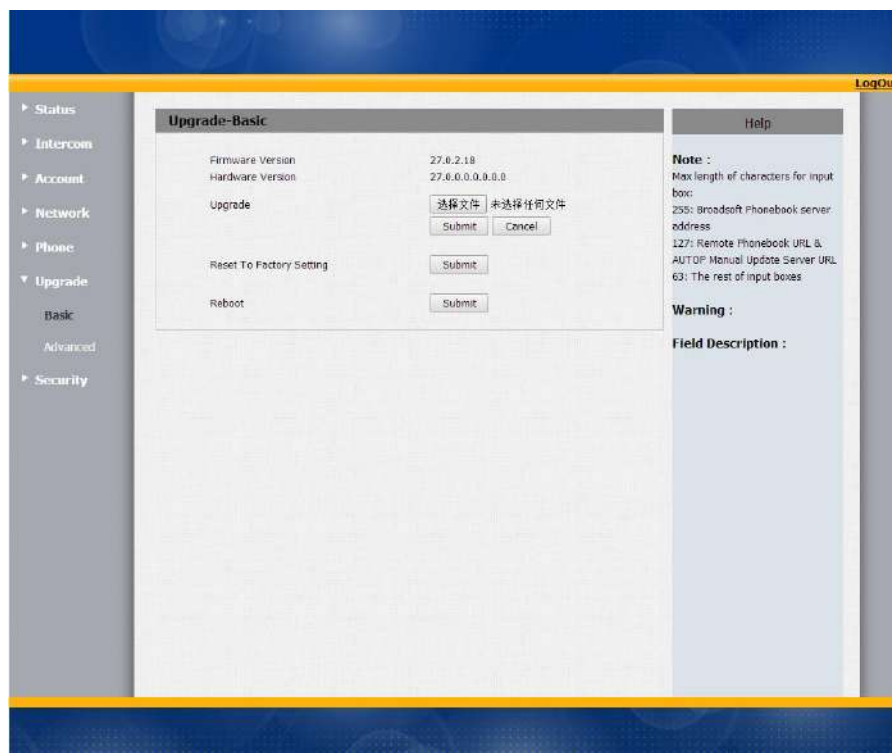 LogOu
Status
Intercom
Account
Network
Phone
Upgrade
Basic
Advanced
Security
Upgrade-Basic
Firmware Version 27.0.2.18
Hardware Version 27.0.0.0.0.0.0
Upgrade 选择文件 未选择任何文件
Submit Cancel
Reset To Factory Setting Submit
Reboot Submit
Help
Note :
Max length of characters for input
box:
255: Broadsoft Phonebook server
address
127: Remote Phonebook URL &
AUTOP Manual Update Server URL
63: The rest of input boxes
Warning :
Field Description :